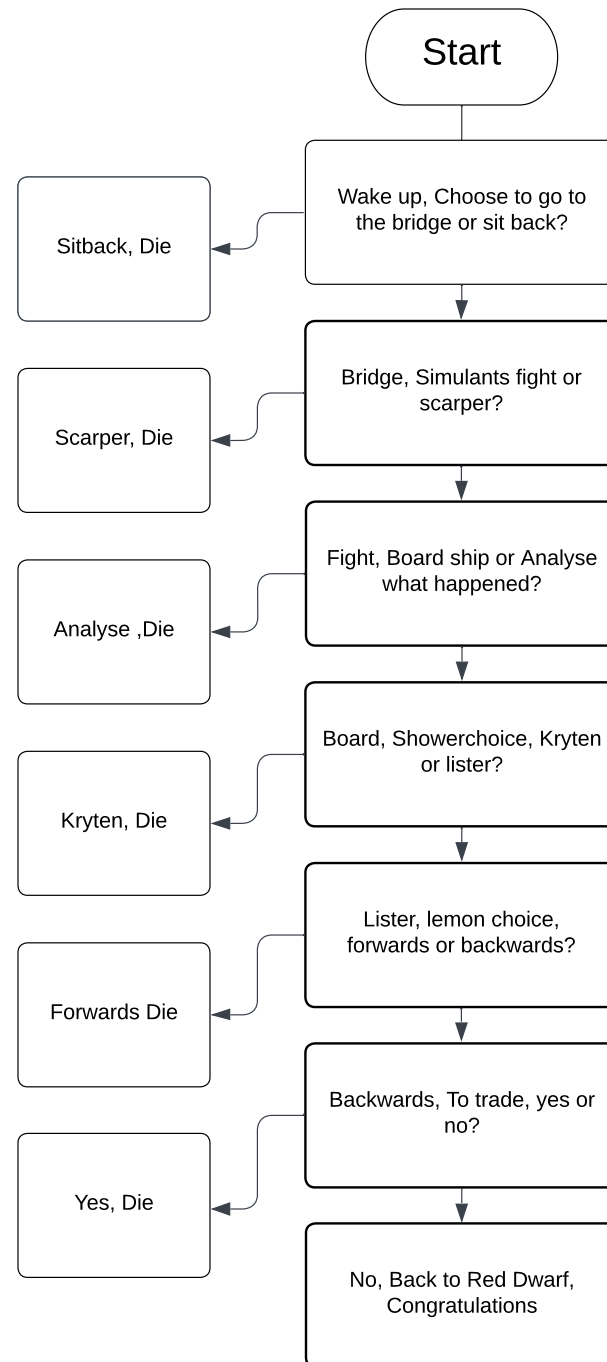 Start
Wake up, Choose to go to
the bridge or sit back?
Sitback, Die
Bridge, Simulants fight or
scarper?
Scarper, Die
Fight, Board ship or Analyse
what happened?
Analyse ,Die
Board, Showerchoice, Kryten
or lister?
Kryten, Die
Lister, lemon choice,
forwards or backwards?
Forwards Die
Backwards, To trade, yes or
no?
Yes, Die
No, Back to Red Dwarf,
Congratulations